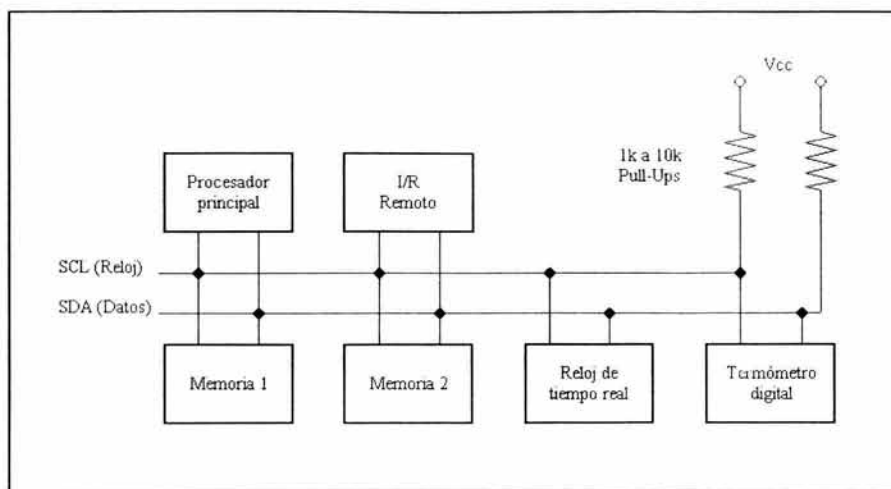 Vcc
1k a 10k
Pull-Ups
Procesador
principal
I/R
Remoto
SCL (Reloj)
SDA (Datos)
Memoria 1
Memoria 2
Reloj de
tiempo real
Termómetro
digital